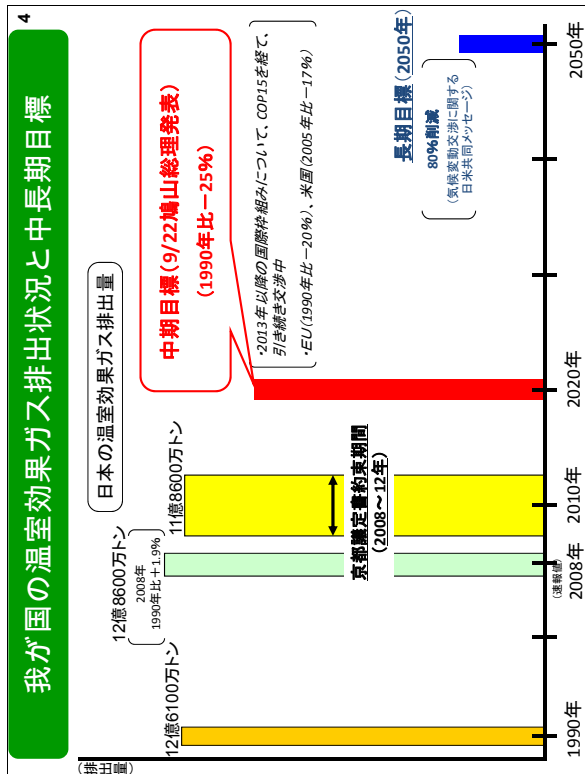 4
我が国の温室効果ガス排出状況と中長期目標
(排出量)
日本の温室効果ガス排出量
12億6100万トン
12億8600万トン
2008年
1990年比+1.9%
11億8600万トン
京都議定書約束期間
(2008~12年)
中期目標(9/22鳩山総理発表)
(1990年比-25%)
・2013年以降の国際枠組みについて、COP15を経て、
引き続き交渉中
・EU(1990年比-20%)、米国(2005年比-17%)
長期目標(2050年)
80%削減
(気候変動交渉に関する
日米共同メッセージ)
1990年
2008年
(速報値)
2010年
2020年
2050年